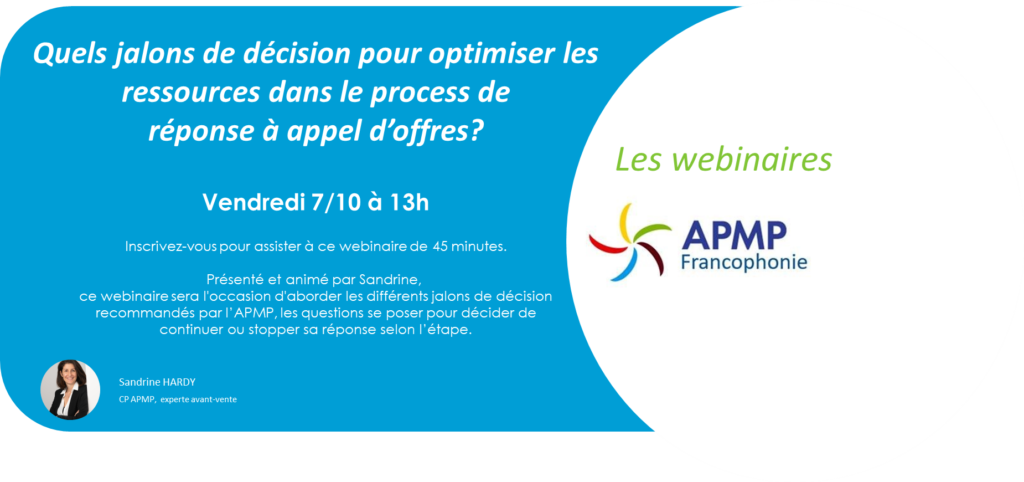 Quels jalons de décision pour optimiser les
ressources dans le process de
réponse à appel d’offres?
Vendredi 7/10 à 13h
Inscrivez-vous pour assister à ce webinaire de 45 minutes.
Présenté et animé par Sandrine,
ce webinaire sera l'occasion d'aborder les différents jalons de décision
recommandés par l’APMP, les questions se poser pour décider de
continuer ou stopper sa réponse selon l’étape.
Sandrine HARDY
CP APMP, experte avant-vente
Les webinaires
APMP
Francophonie